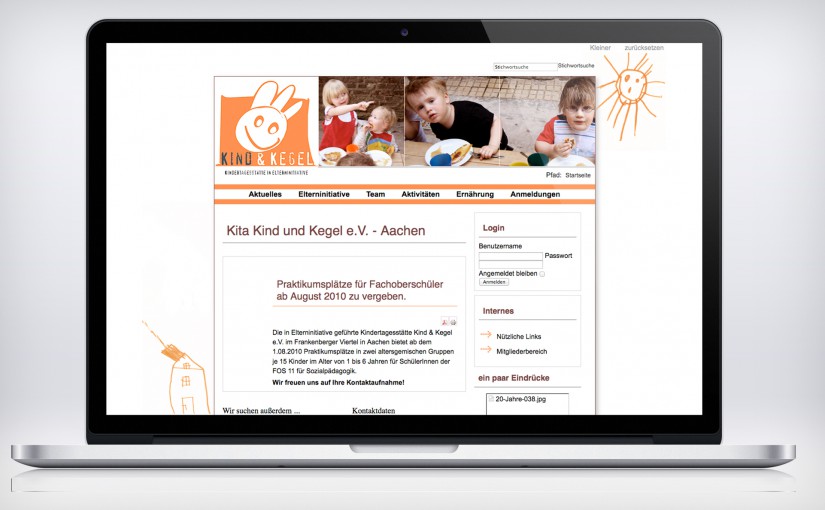 Kleiner zurücksetzen
Stichwortsuche Stichwortsuche
KIND & KEGEL
KINDERTAGESSTÄTTE IN ELTERNINITIATIVE
Pfad: Startseite
Aktuelles Elterninitiative Team Aktivitäten Ernährung Anmeldungen
Kita Kind und Kegel e.V. - Aachen
Praktikumsplätze für Fachoberschüler
ab August 2010 zu vergeben.
Die in Elterninitiative geführte Kindertagesstätte Kind & Kegel
e.V. im Frankenberger Viertel in Aachen bietet ab dem
1.08.2010 Praktikumsplätze in zwei altersgemischten Gruppen
je 15 Kinder im Alter von 1 bis 6 Jahren für SchülerInnen der
FOS 11 für Sozialpädagogik.
Wir freuen uns auf Ihre Kontaktaufnahme!
Wir suchen außerdem ... Kontaktdaten
Login
Benutzername
Passwort
Angemeldet bleiben
Anmelden
Internes
Nützliche Links
Mitgliederbereich
ein paar Eindrücke
20-Jahre-038.jpg